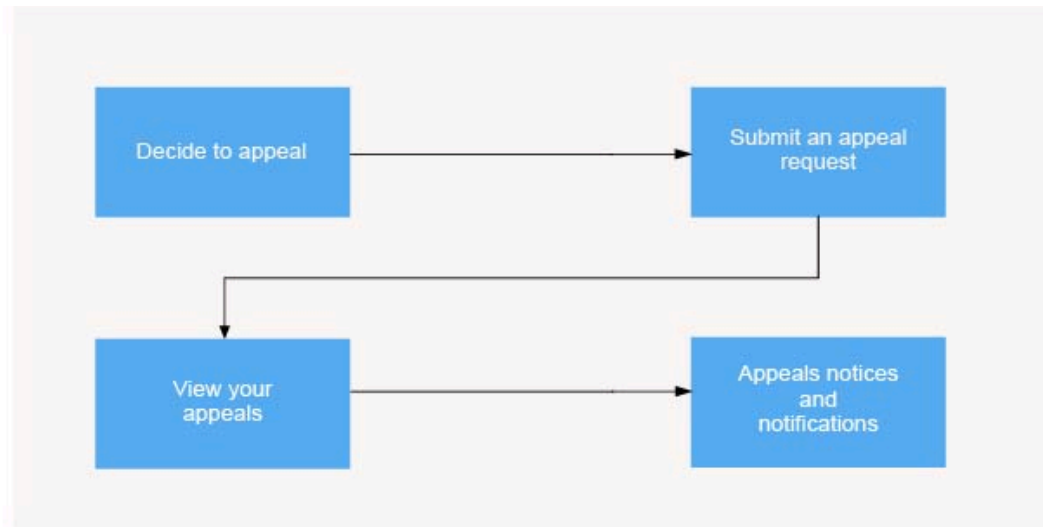 Decide to appeal
Submit an appeal
request
View your
appeals
Appeals notices
and
notifications